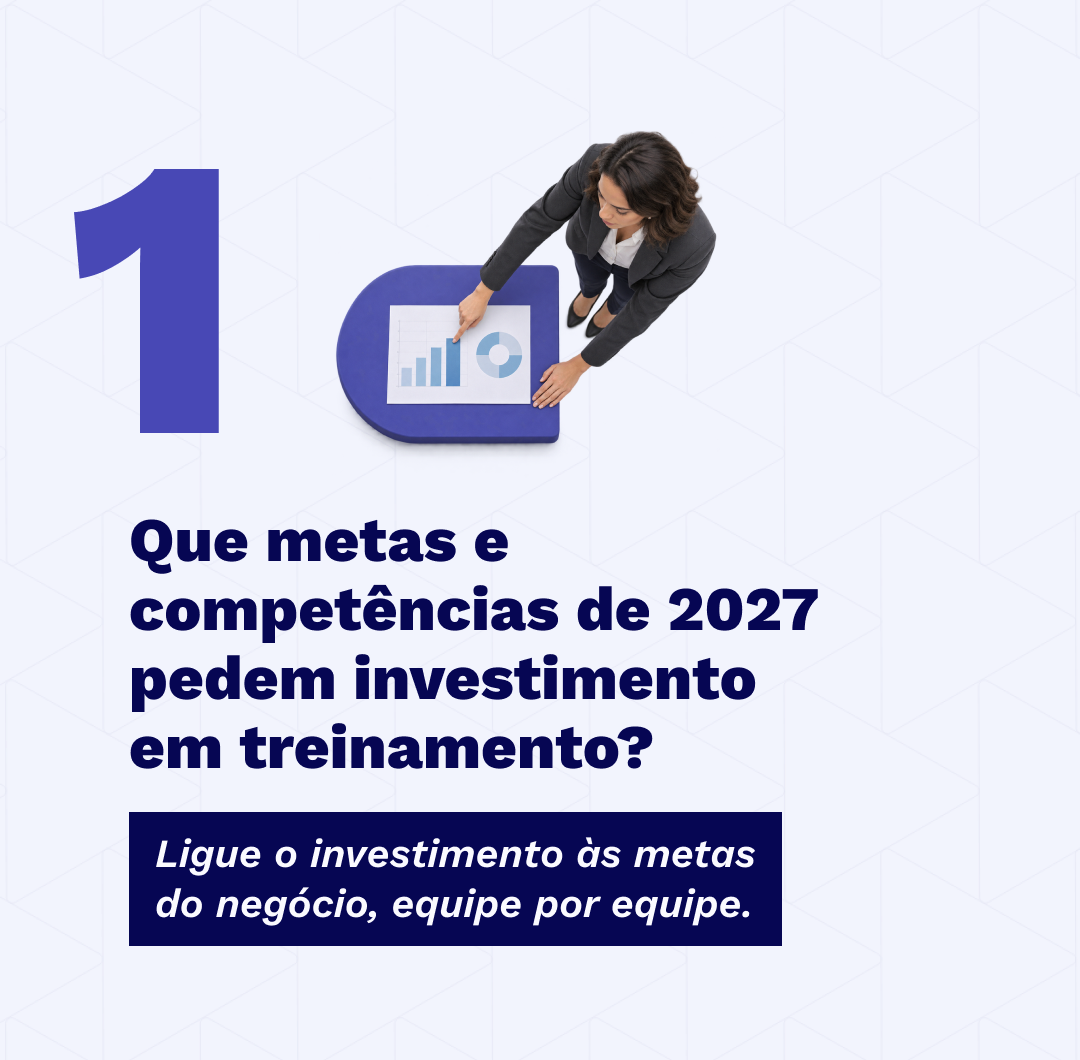 1
Que metas e
competências de 2027
pedem investimento
em treinamento?
Ligue o investimento às metas
do negócio, equipe por equipe.